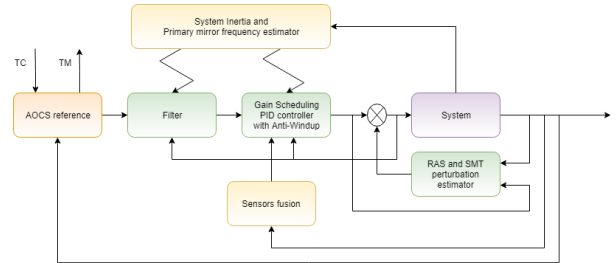 System Inertia and
Primary mirror frequency estimator
TC
TM
AOCS reference
Filter
Gain Scheduling
PID controller
with Anti-Windup
System
RAS and SMT
perturbation
estimator
Sensors fusion